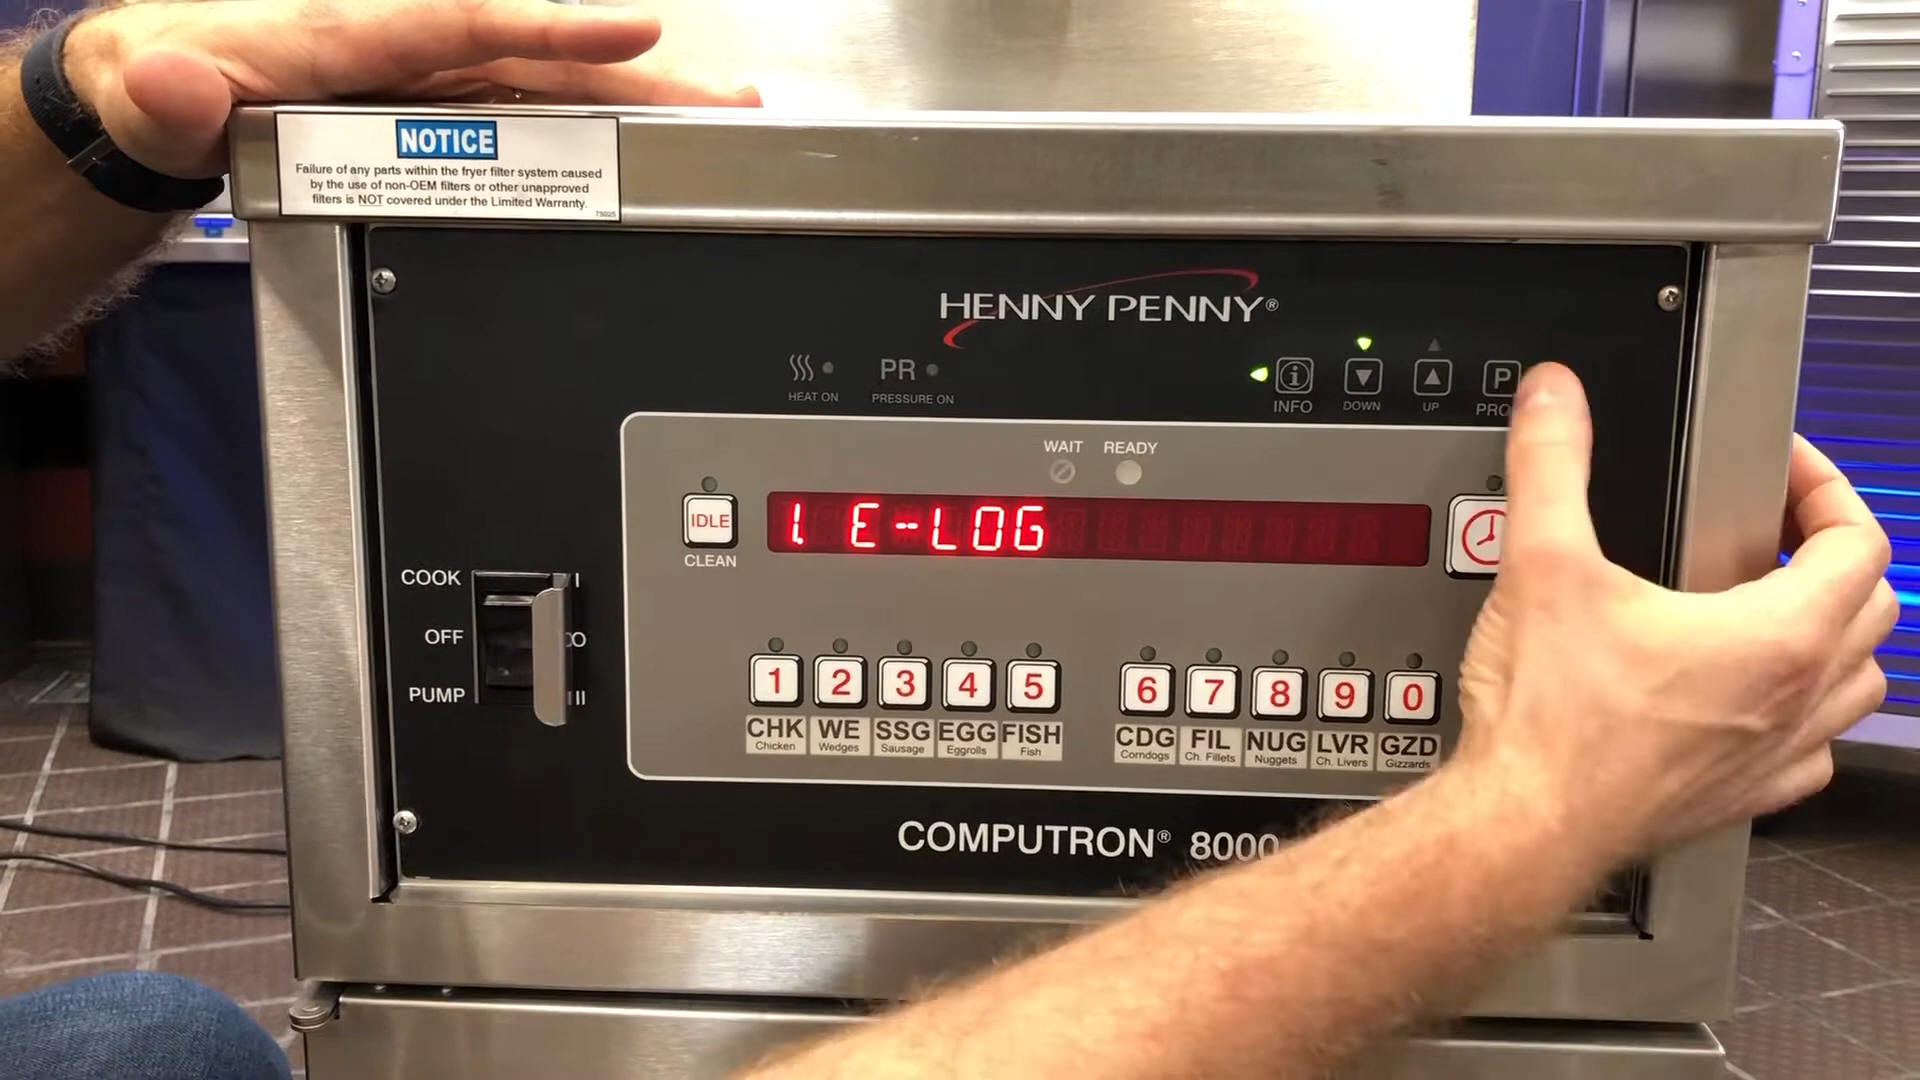 NOTICE
Failure of any parts within the fryer filter system caused
by the use of non-OEM filters or other unapproved
filters is NOT covered under the Limited Warranty.
75025
HENNY PENNY®
HEAT ON
PR
PRESSURE ON
i
INFO
DOWN
UP
P
WAIT READY
IDLE
CLEAN
1. E-LOG
COOK I
OFF
PUMP II
1 2 3 4 5 6 7 8 9 0
CHK WE SSG EGG FISH CDG FIL NUG LVR GZD
Chicken Wedges Sausage Eggrolls Fish Corndogs Ch. Fillets Nuggets Ch. Livers Gizzards
COMPUTRON® 8000